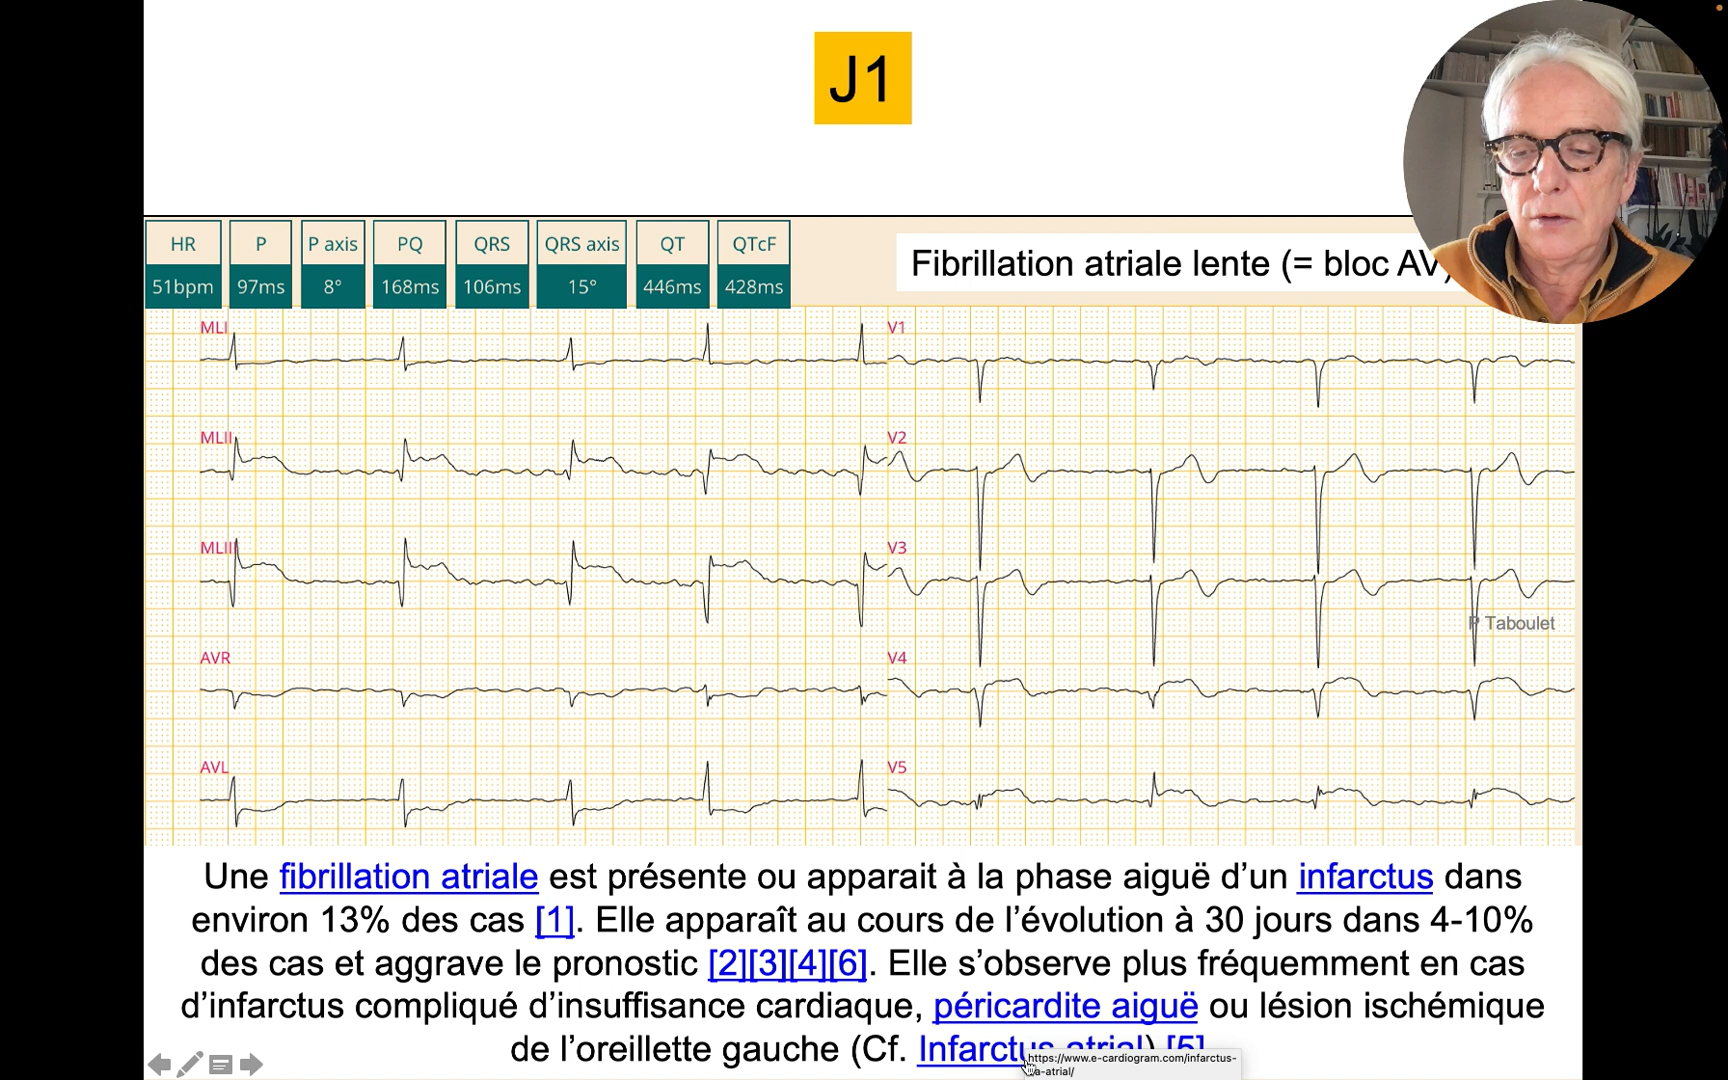 J1
HR P P axis PQ QRS QRS axis QT QTcF
51bpm 97ms 8° 168ms 106ms 15° 446ms 428ms
Fibrillation atriale lente (= bloc AV)
MLI
V1
MLII
V2
MLIII
V3
P Taboulet
AVR
V4
AVL
V5
Une fibrillation atriale est présente ou apparait à la phase aiguë d’un infarctus dans
environ 13% des cas [1]. Elle apparaît au cours de l’évolution à 30 jours dans 4-10%
des cas et aggrave le pronostic [2][3][4][6]. Elle s’observe plus fréquemment en cas
d’infarctus compliqué d’insuffisance cardiaque, péricardite aiguë ou lésion ischémique
de l’oreillette gauche (Cf. Infarctus atrial) [5]
https://www.e-cardiogram.com/infarctus-
a-atrial/